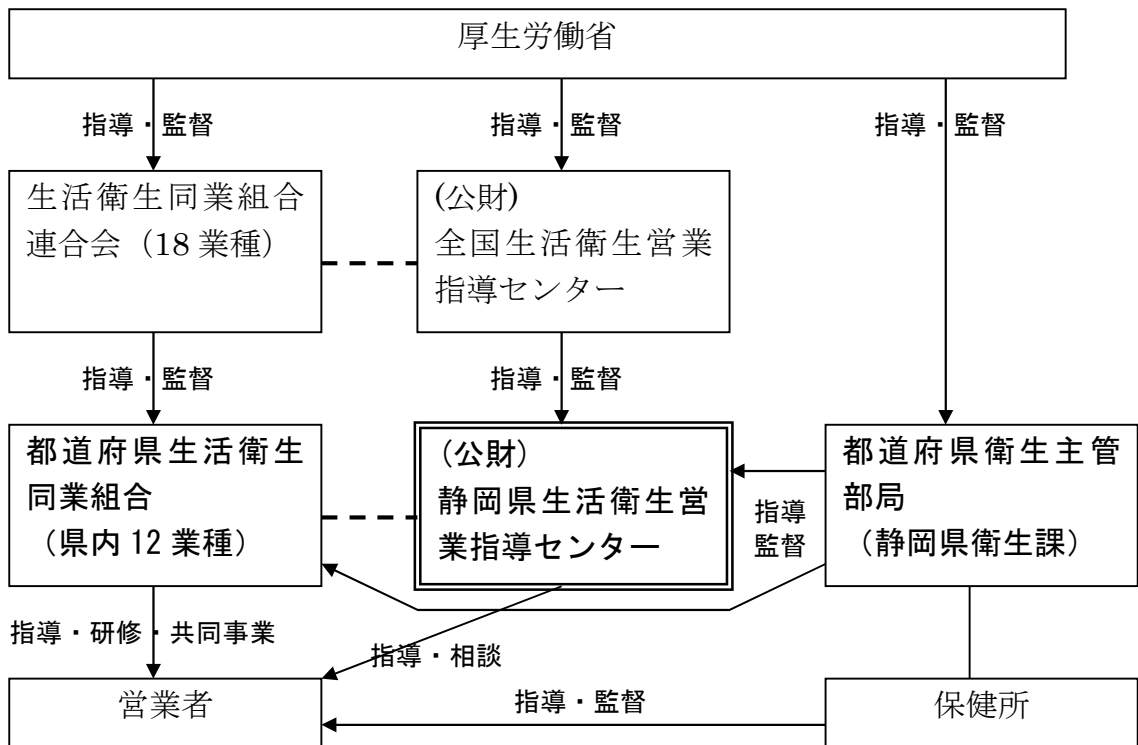 厚生労働省
指導・監督
指導・監督
指導・監督
生活衛生同業組合
連合会（18 業種）
(公財)
全国生活衛生営業
指導センター
指導・監督
指導・監督
都道府県生活衛生
同業組合
（県内 12 業種）
(公財)
静岡県生活衛生営
業指導センター
指導
監督
都道府県衛生主管
部局
（静岡県衛生課）
指導・研修・共同事業
指導・相談
営業者
指導・監督
保健所